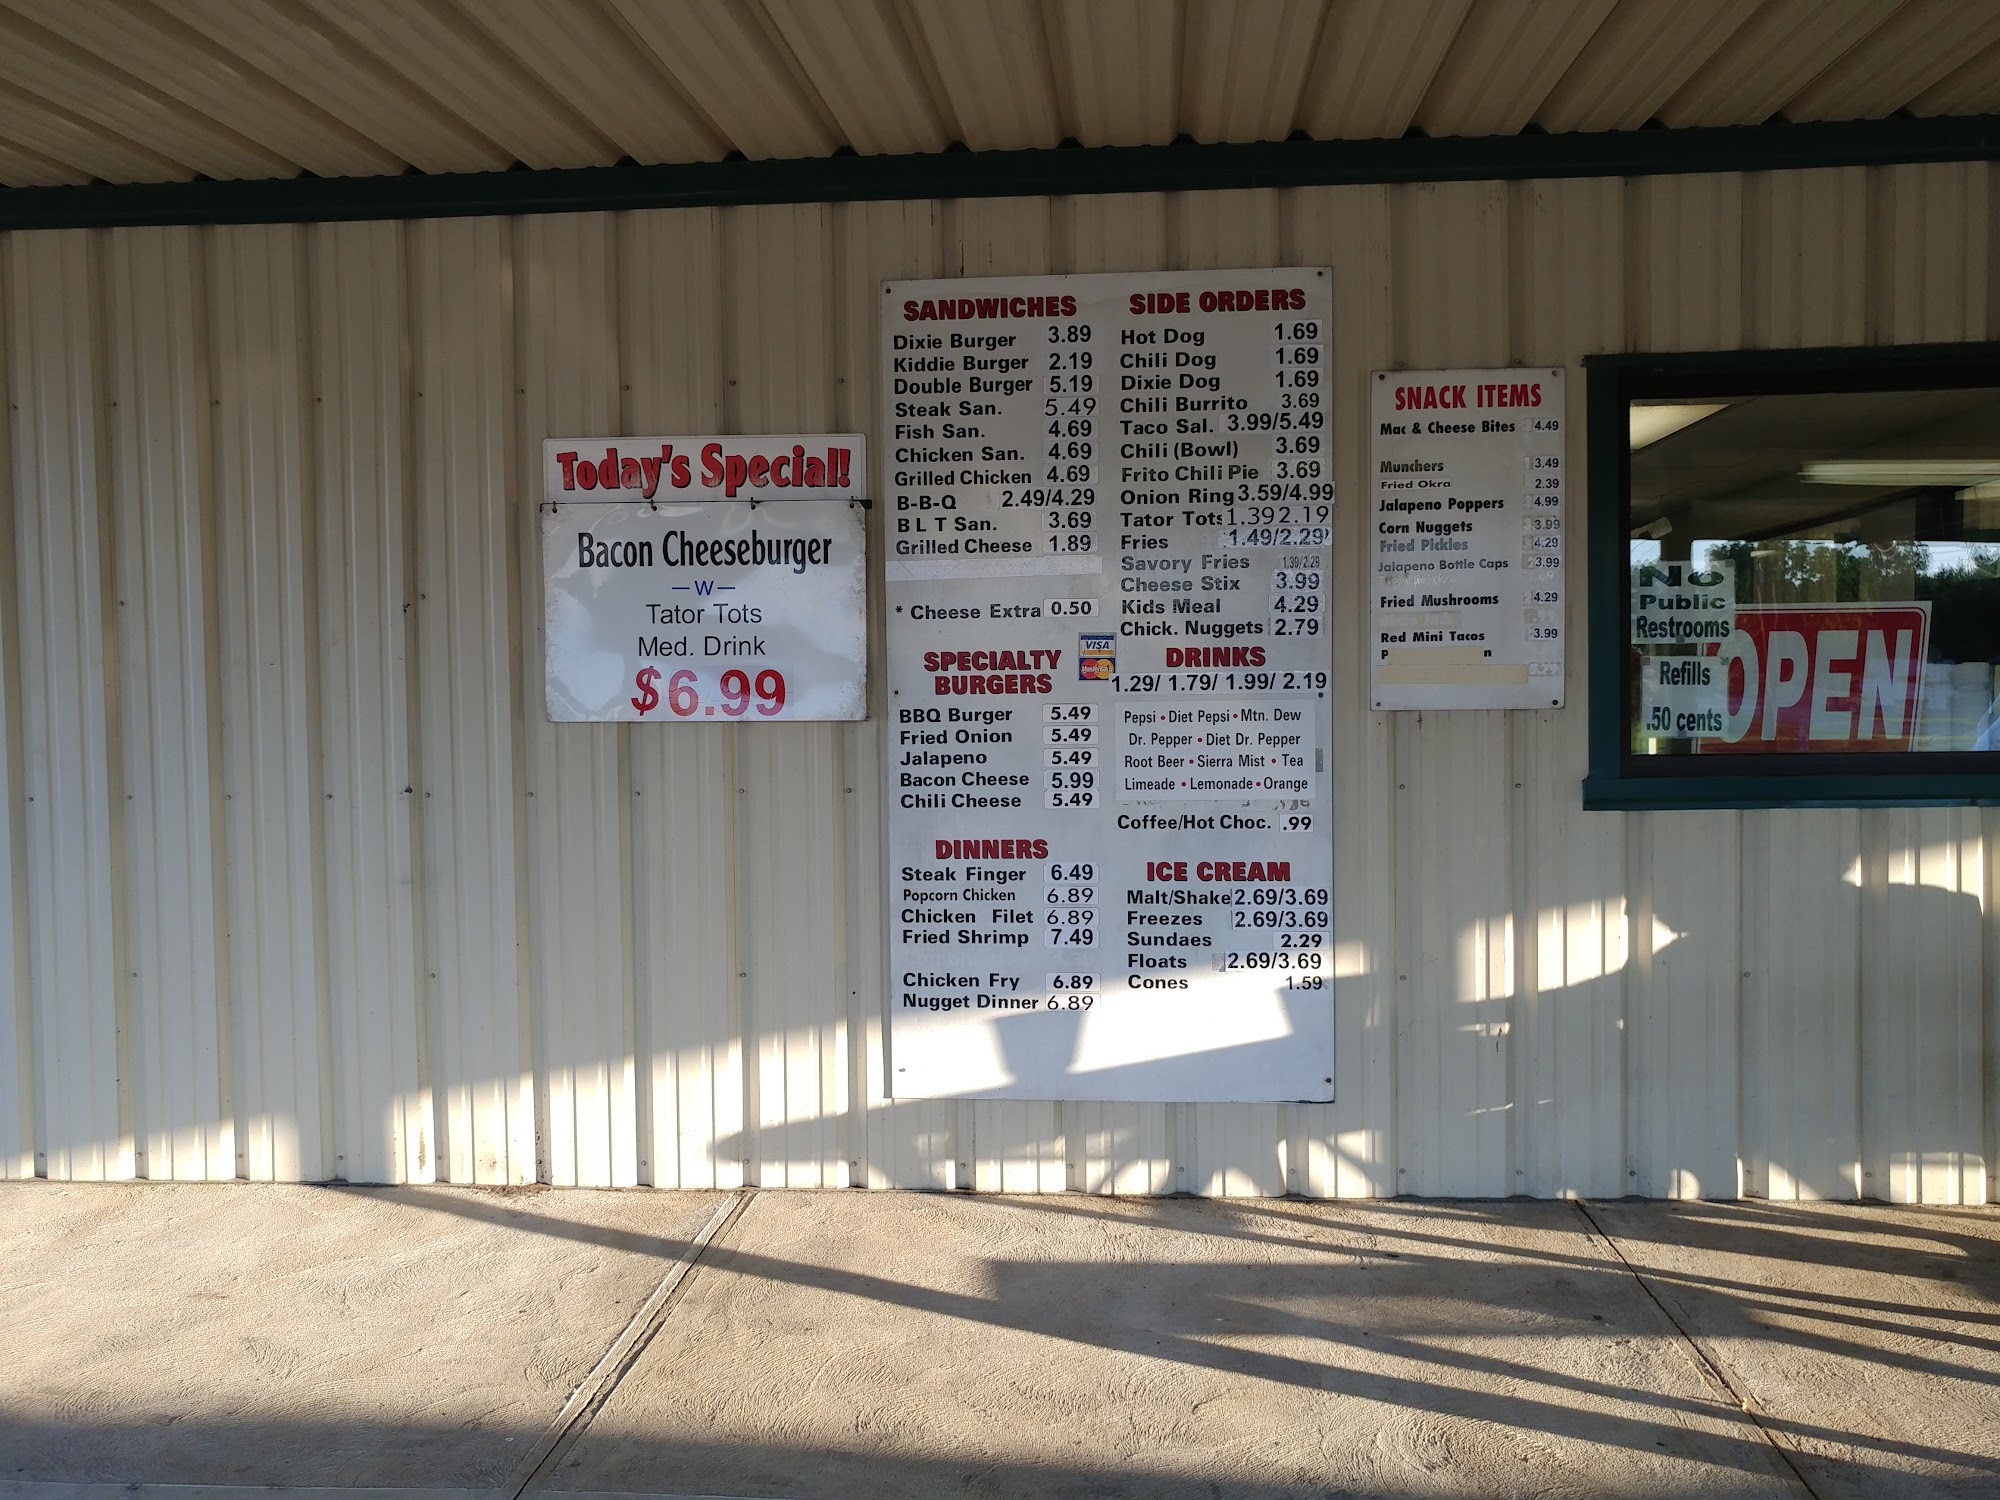 Today's Special!
Bacon Cheeseburger
-W-
Tator Tots
Med. Drink
$6.99
SANDWICHES
Dixie Burger 3.89
Kiddie Burger 2.19
Double Burger 5.19
Steak San. 5.49
Fish San. 4.69
Chicken San. 4.69
Grilled Chicken 4.69
B-B-Q 2.49/4.29
B L T San. 3.69
Grilled Cheese 1.89
* Cheese Extra 0.50
SPECIALTY
BURGERS
BBQ Burger 5.49
Fried Onion 5.49
Jalapeno 5.49
Bacon Cheese 5.99
Chili Cheese 5.49
DINNERS
Steak Finger 6.49
Popcorn Chicken 6.89
Chicken Filet 6.89
Fried Shrimp 7.49
Chicken Fry 6.89
Nugget Dinner 6.89
SIDE ORDERS
Hot Dog 1.69
Chili Dog 1.69
Dixie Dog 1.69
Chili Burrito 3.69
Taco Sal. 3.99/5.49
Chili (Bowl) 3.69
Frito Chili Pie 3.69
Onion Ring 3.59/4.99
Tator Tots 1.39 2.19
Fries 1.49/2.29
Savory Fries 1.39/2.29
Cheese Stix 3.99
Kids Meal 4.29
Chick. Nuggets 2.79
VISA
MasterCard
DRINKS
1.29/ 1.79/ 1.99/ 2.19
Pepsi • Diet Pepsi • Mtn. Dew
Dr. Pepper • Diet Dr. Pepper
Root Beer • Sierra Mist • Tea
Limeade • Lemonade • Orange
Coffee/Hot Choc. .99
ICE CREAM
Malt/Shake 2.69/3.69
Freezes 2.69/3.69
Sundaes 2.29
Floats 2.69/3.69
Cones 1.59
SNACK ITEMS
Mac & Cheese Bites 4.49
Munchers 3.49
Fried Okra 2.39
Jalapeno Poppers 4.99
Corn Nuggets 3.99
Fried Pickles 4.29
Jalapeno Bottle Caps 3.99
Fried Mushrooms 4.29
Red Mini Tacos 3.99
P n
No
Public
Restrooms
Refills
.50 cents
OPEN